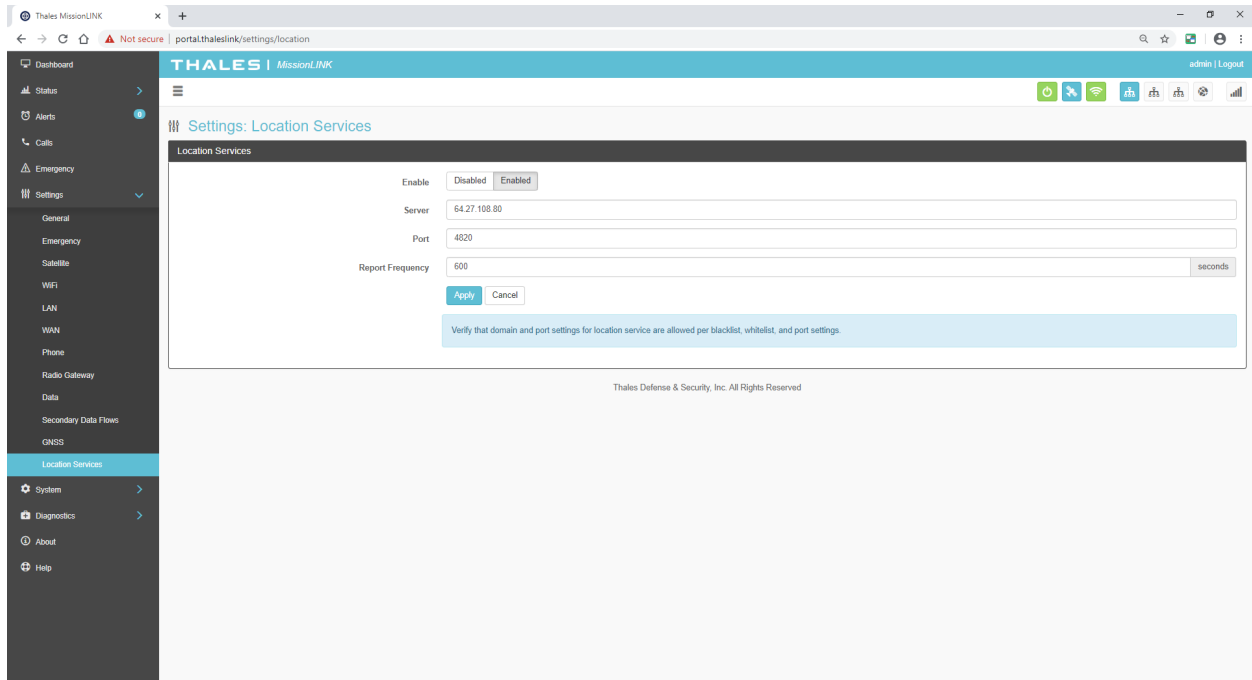 Thales MissionLINK
Not secure | portal.thaleslink/settings/location
Dashboard
THALES | MissionLINK
admin | Logout
Status
Alerts
0
Calls
Emergency
Settings
General
Emergency
Satellite
WiFi
LAN
WAN
Phone
Radio Gateway
Data
Secondary Data Flows
GNSS
Location Services
System
Diagnostics
About
Help
Settings: Location Services
Location Services
Enable Disabled Enabled
Server 64.27.108.80
Port 4820
Report Frequency 600 seconds
Apply Cancel
Verify that domain and port settings for location service are allowed per blacklist, whitelist, and port settings.
Thales Defense & Security, Inc. All Rights Reserved